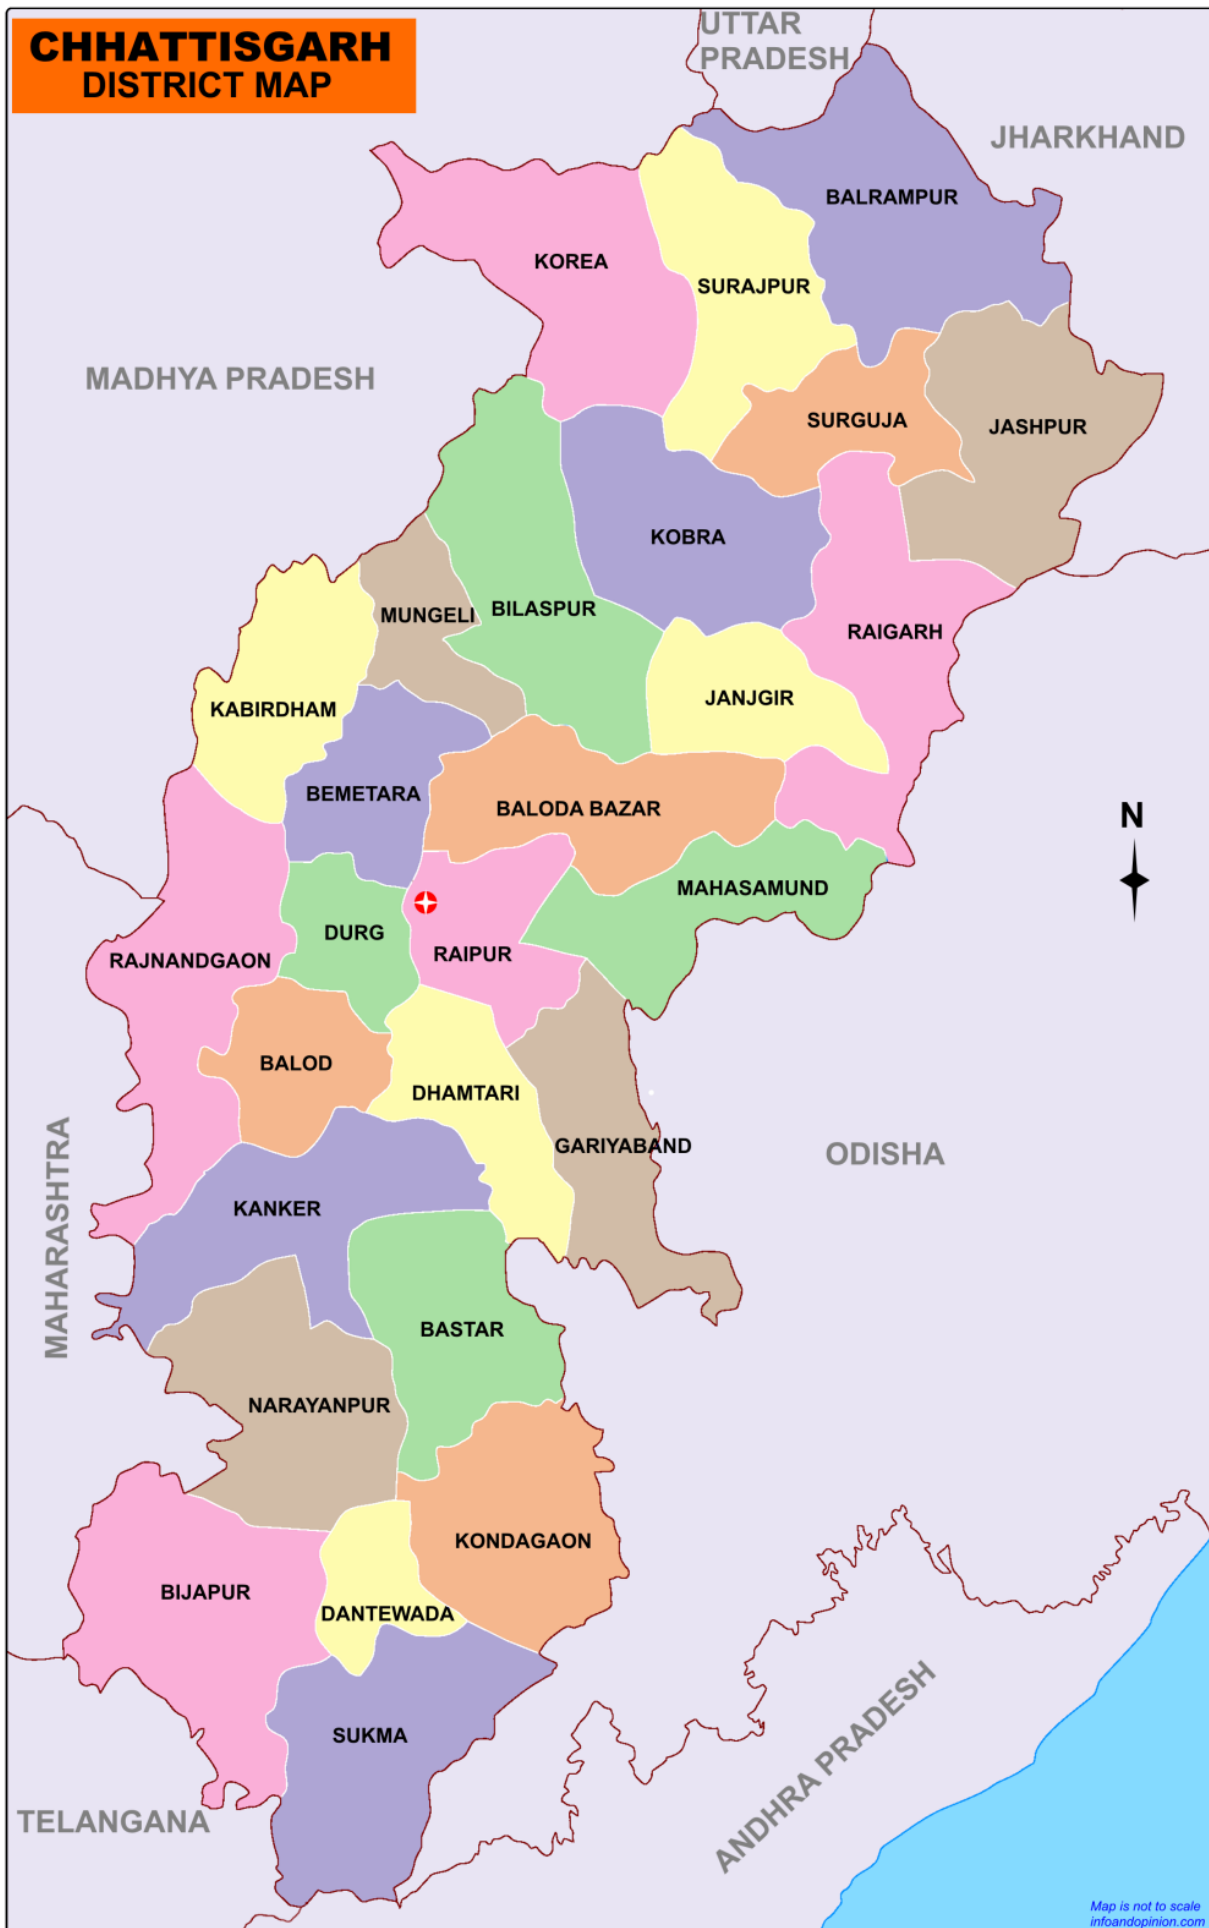 CHHATTISGARH
DISTRICT MAP
UTTAR
PRADESH
JHARKHAND
BALRAMPUR
KOREA
SURAJPUR
MADHYA PRADESH
SURGUJA
JASHPUR
KOBRA
BILASPUR
MUNGELI
RAIGARH
JANJGIR
KABIRDHAM
BEMETARA
BALODA BAZAR
N
MAHASAMUND
DURG
RAIPUR
RAJNANDGAON
BALOD
DHAMTARI
GARIYABAND
ODISHA
MAHARASHTRA
KANKER
BASTAR
NARAYANPUR
KONDAGAON
BIJAPUR
DANTEWADA
SUKMA
ANDHRA PRADESH
TELANGANA
Map is not to scale
infoandopinion.com